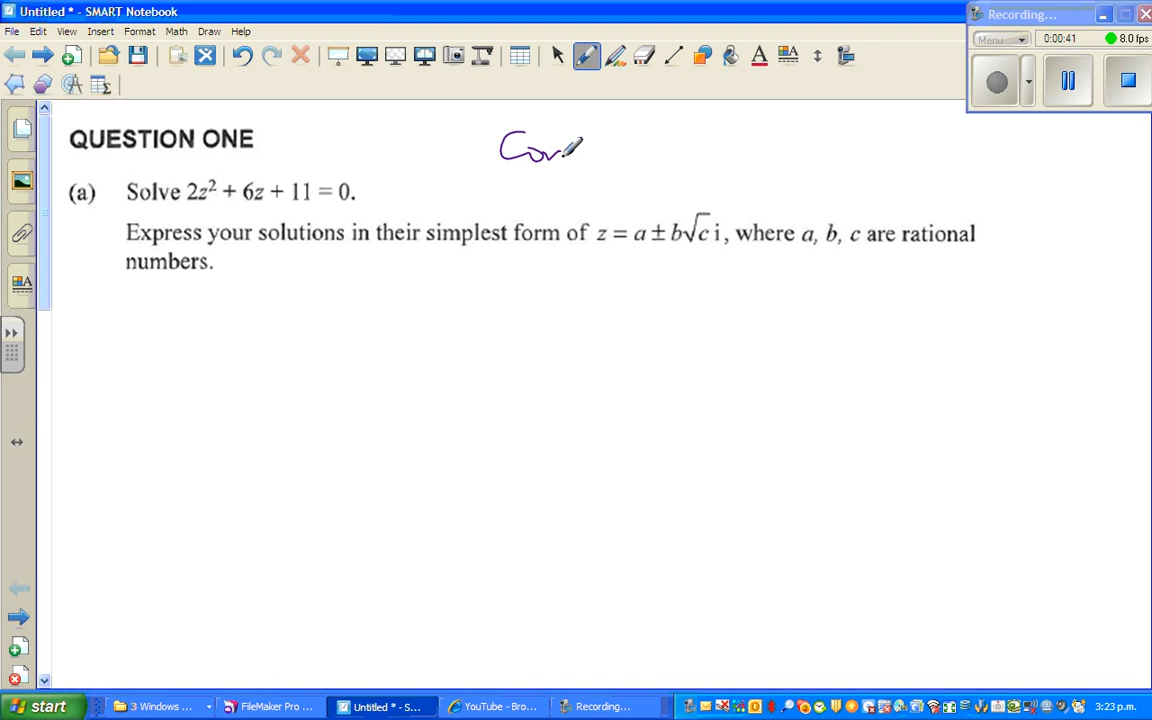 Untitled * - SMART Notebook
File Edit View Insert Format Math Draw Help
Recording...
Menu 0:00:41 8.0 fps
QUESTION ONE
(a) Solve 2z² + 6z + 11 = 0.
Express your solutions in their simplest form of z = a ± b√c i, where a, b, c are rational
numbers.
start 3 Windows ... FileMaker Pro ... Untitled * - S... YouTube - Bro... Recording... 3:23 p.m.